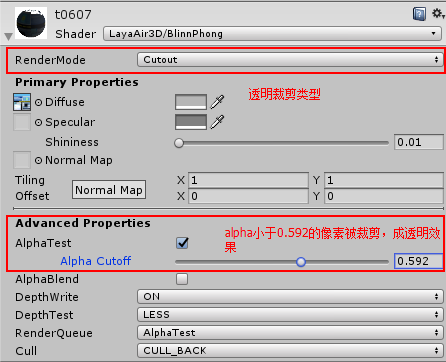 t0607
Shader LayaAir3D/BlinnPhong
RenderMode Cutout
Primary Properties
Diffuse
透明裁剪类型
Specular
Shininess 0.01
Normal Map
Tiling X 1 Y 1
Offset X 0 Y 0
Normal Map
Advanced Properties
AlphaTest
alpha小于0.592的像素被裁剪，成透明效
果
Alpha Cutoff 0.592
AlphaBlend
DepthWrite ON
DepthTest LESS
RenderQueue AlphaTest
Cull CULL_BACK